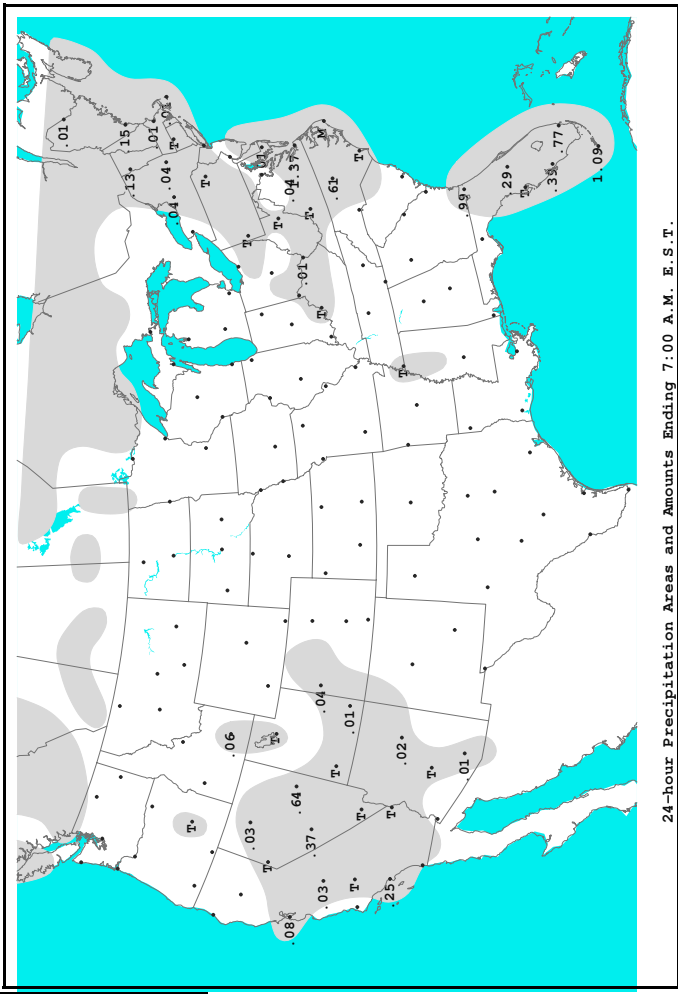 .01
.15
.13
.01
.04
.01
.04
T
T
T
.06
T
.03
.01
T
T
T
.08
.04
.64
1.37
.01
.37
T
.03
.04
T
M
T
.61
.01
T
T
T
.25
T
.02
T
T
.01
.99
.29
T
.39
.77
1.09
24-hour Precipitation Areas and Amounts Ending 7:00 A.M. E.S.T.